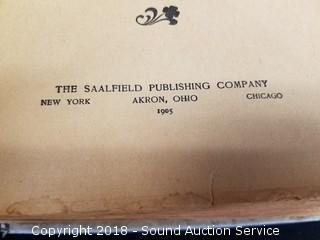 THE SAALFIELD PUBLISHING COMPANY
NEW YORK AKRON, OHIO CHICAGO
1905
Copyright 2018 - Sound Auction Service